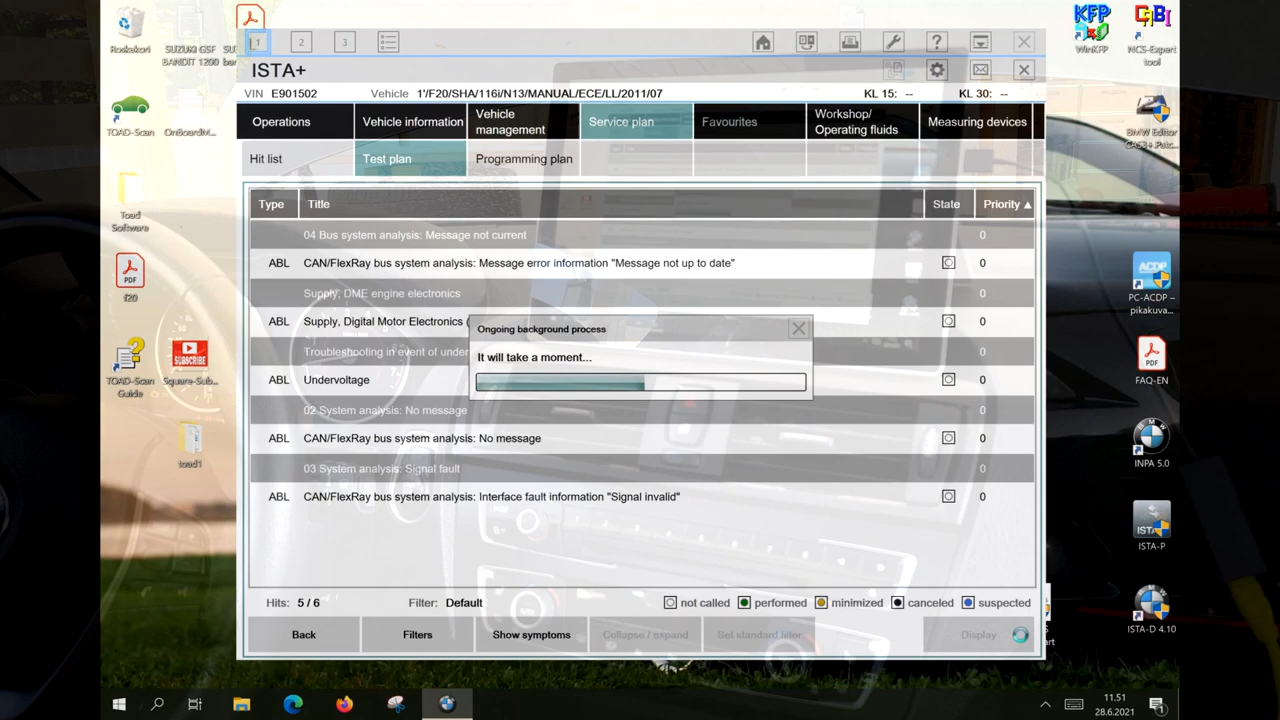 1
2
3
ISTA+
VIN E901502 Vehicle 1'/F20/SHA/116i/N13/MANUAL/ECE/LL/2011/07 KL 15: -- KL 30: --
Operations
Vehicle information
Vehicle management
Service plan
Favourites
Workshop/ Operating fluids
Measuring devices
Hit list
Test plan
Programming plan
Type Title State Priority
04 Bus system analysis: Message not current 0
ABL CAN/FlexRay bus system analysis: Message error information "Message not up to date" 0
Supply, DME engine electronics 0
ABL Supply, Digital Motor Electronics ( 0
Troubleshooting in event of under 0
ABL Undervoltage 0
02 System analysis: No message 0
ABL CAN/FlexRay bus system analysis: No message 0
03 System analysis: Signal fault 0
ABL CAN/FlexRay bus system analysis: Interface fault information "Signal invalid" 0
Ongoing background process
It will take a moment...
Hits: 5 / 6 Filter: Default not called performed minimized canceled suspected
Back
Filters
Show symptoms
Collapse / expand
Set standard filter
Display
Roskakori
SUZUKI GSF
BANDIT 1200
TOAD-Scan
OnBoardM...
Toad
Software
PDF
f20
TOAD-Scan
Guide
SUBSCRIBE
Square-Sub...
toad1
KFP
WinKFP
NCS-Expert
tool
BMW Editor
CAS3+.Patc...
ACDP
PC-ACDP –
pikakuva...
PDF
FAQ-EN
BMW
INPA 5.0
ISTA-P
ISTA-D 4.10
11.51
28.6.2021
1